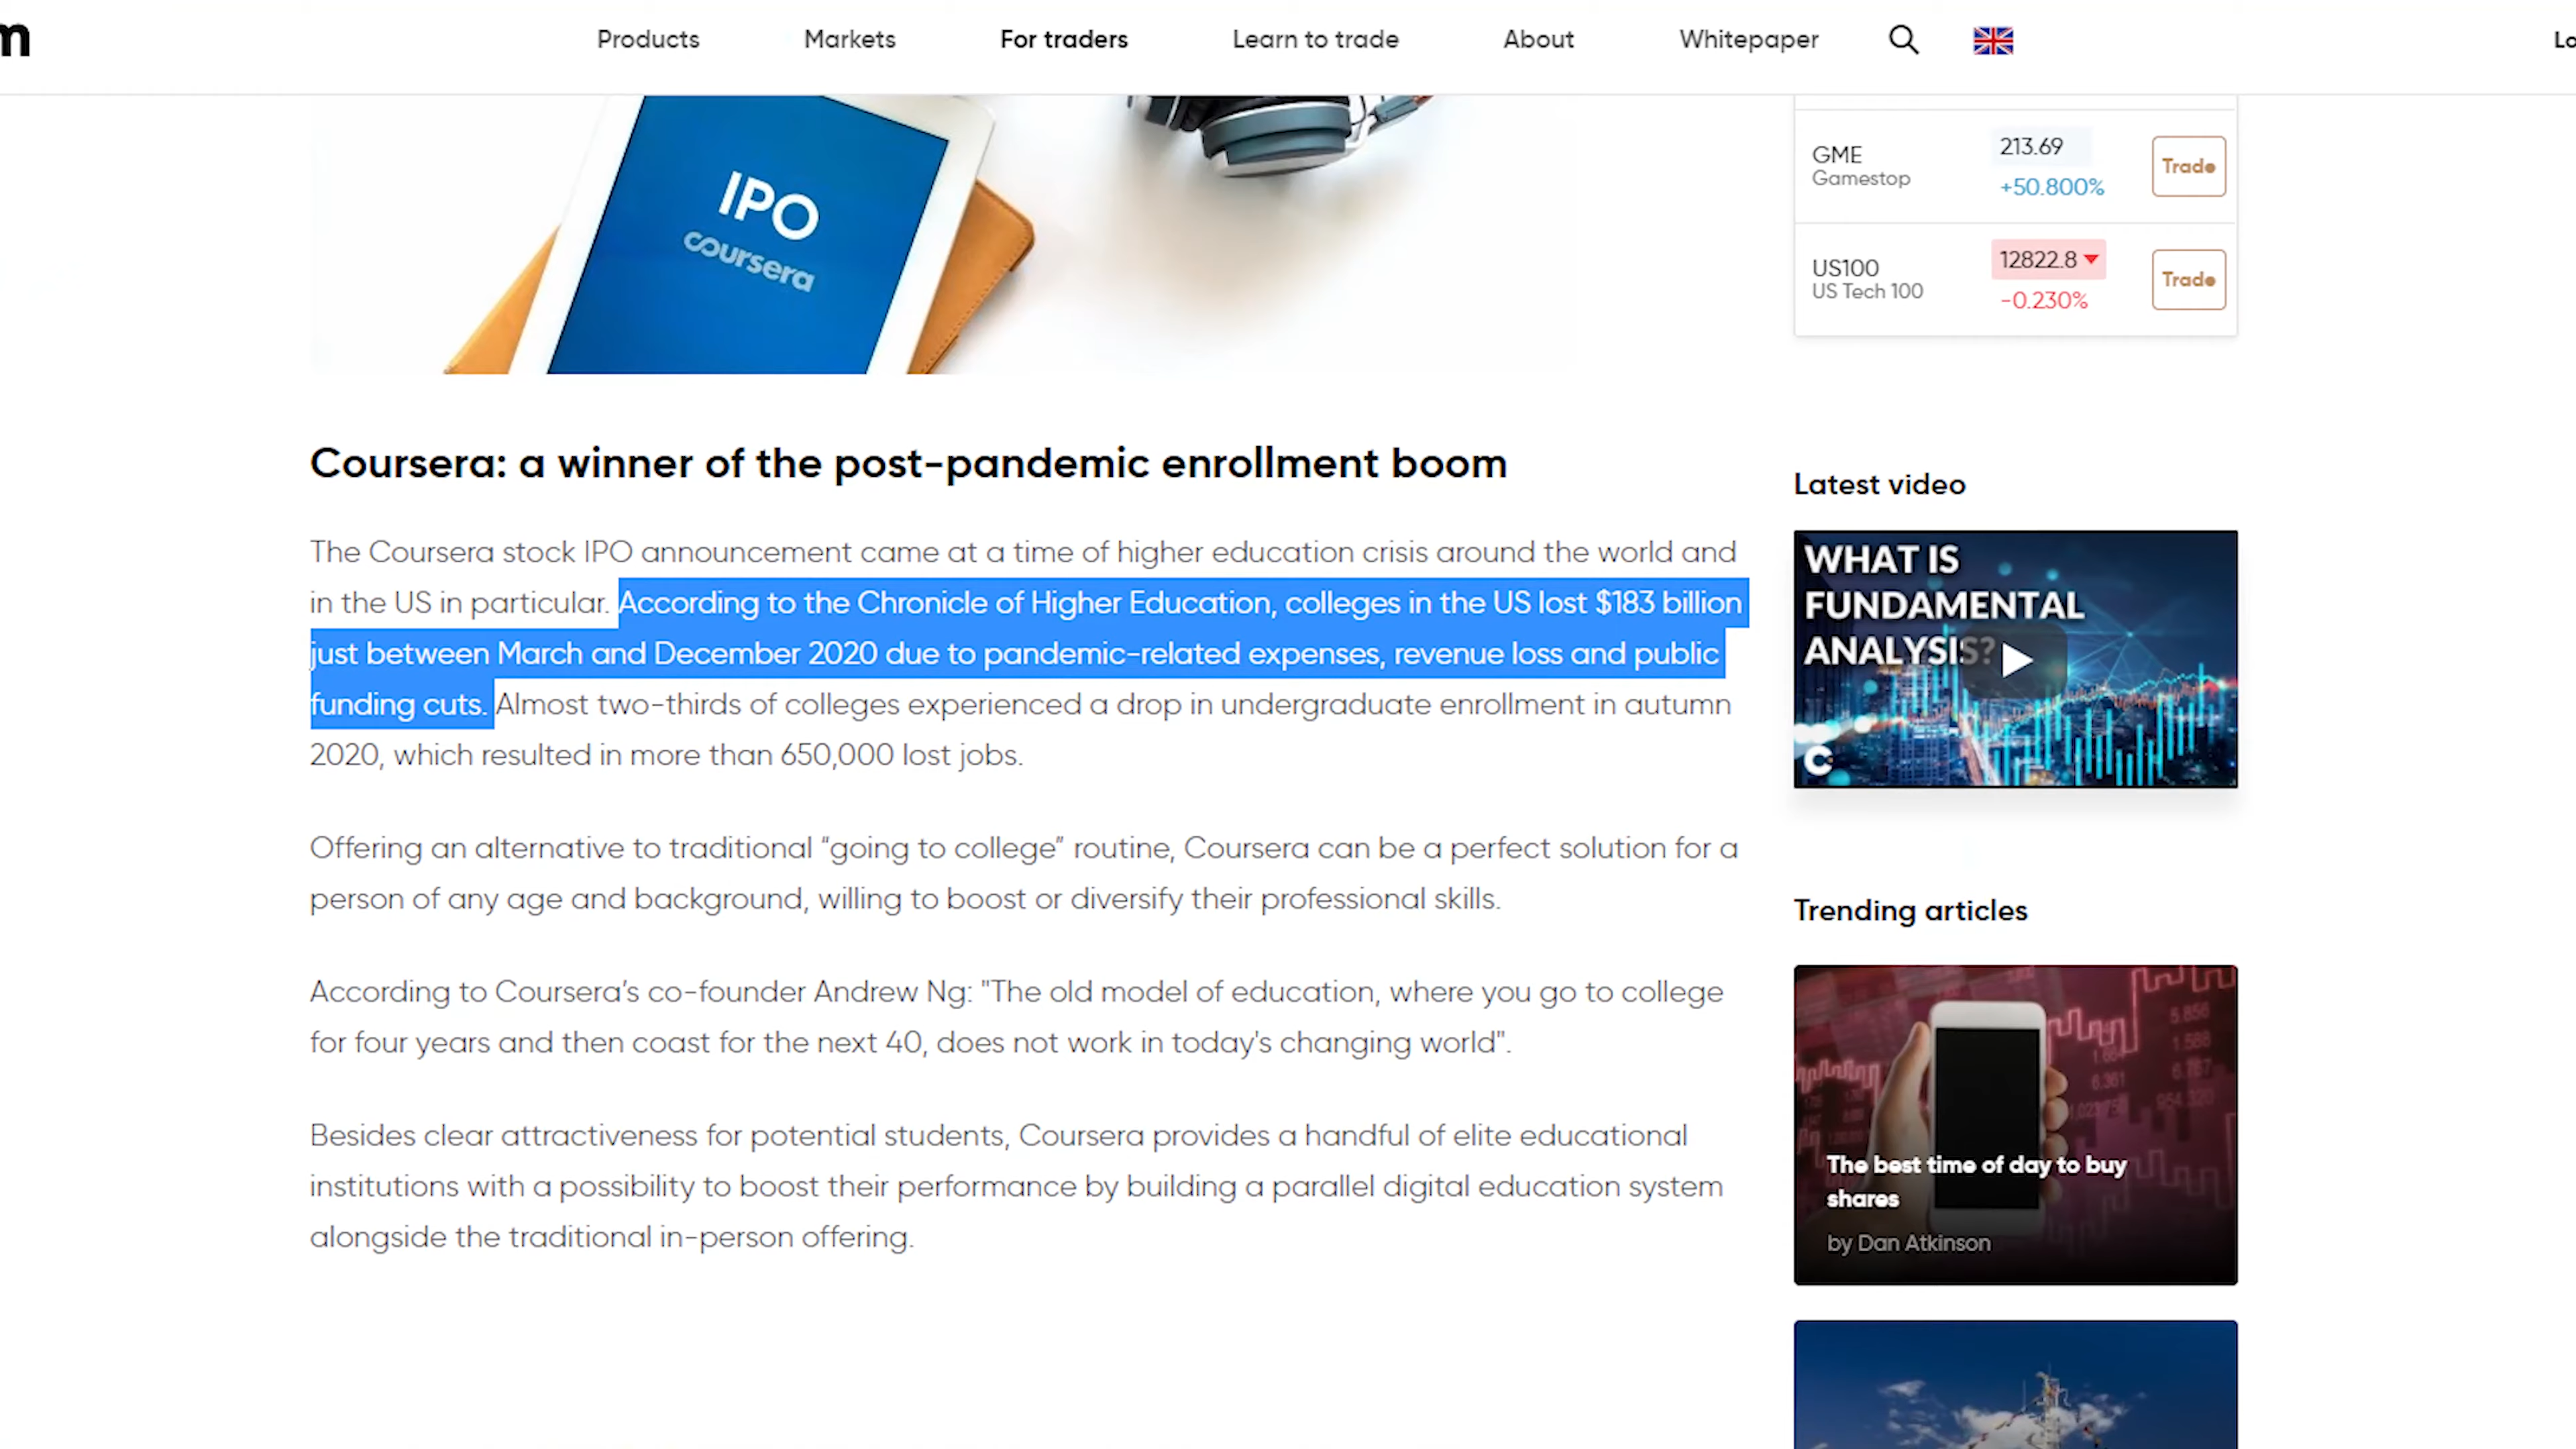 m
Products Markets For traders Learn to trade About Whitepaper
IPO
coursera
GME
Gamestop
213.69
+50.800%
Trade
US100
US Tech 100
12822.8
-0.230%
Trade
Coursera: a winner of the post-pandemic enrollment boom
The Coursera stock IPO announcement came at a time of higher education crisis around the world and
in the US in particular. According to the Chronicle of Higher Education, colleges in the US lost $183 billion
just between March and December 2020 due to pandemic-related expenses, revenue loss and public
funding cuts. Almost two-thirds of colleges experienced a drop in undergraduate enrollment in autumn
2020, which resulted in more than 650,000 lost jobs.
Offering an alternative to traditional “going to college” routine, Coursera can be a perfect solution for a
person of any age and background, willing to boost or diversify their professional skills.
According to Coursera’s co-founder Andrew Ng: "The old model of education, where you go to college
for four years and then coast for the next 40, does not work in today's changing world".
Besides clear attractiveness for potential students, Coursera provides a handful of elite educational
institutions with a possibility to boost their performance by building a parallel digital education system
alongside the traditional in-person offering.
Latest video
WHAT IS
FUNDAMENTAL
ANALYSIS?
Trending articles
5.856
1.588
6.767
6.361
The best time of day to buy
shares
by Dan Atkinson